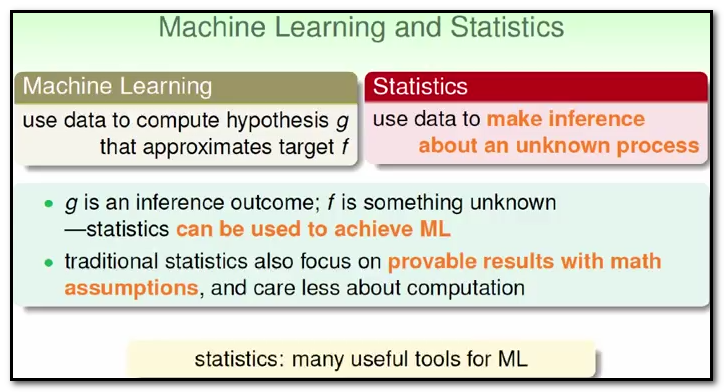 Machine Learning and Statistics
Machine Learning
use data to compute hypothesis g
that approximates target f
Statistics
use data to make inference
about an unknown process
• g is an inference outcome; f is something unknown
—statistics can be used to achieve ML
• traditional statistics also focus on provable results with math
assumptions, and care less about computation
statistics: many useful tools for ML